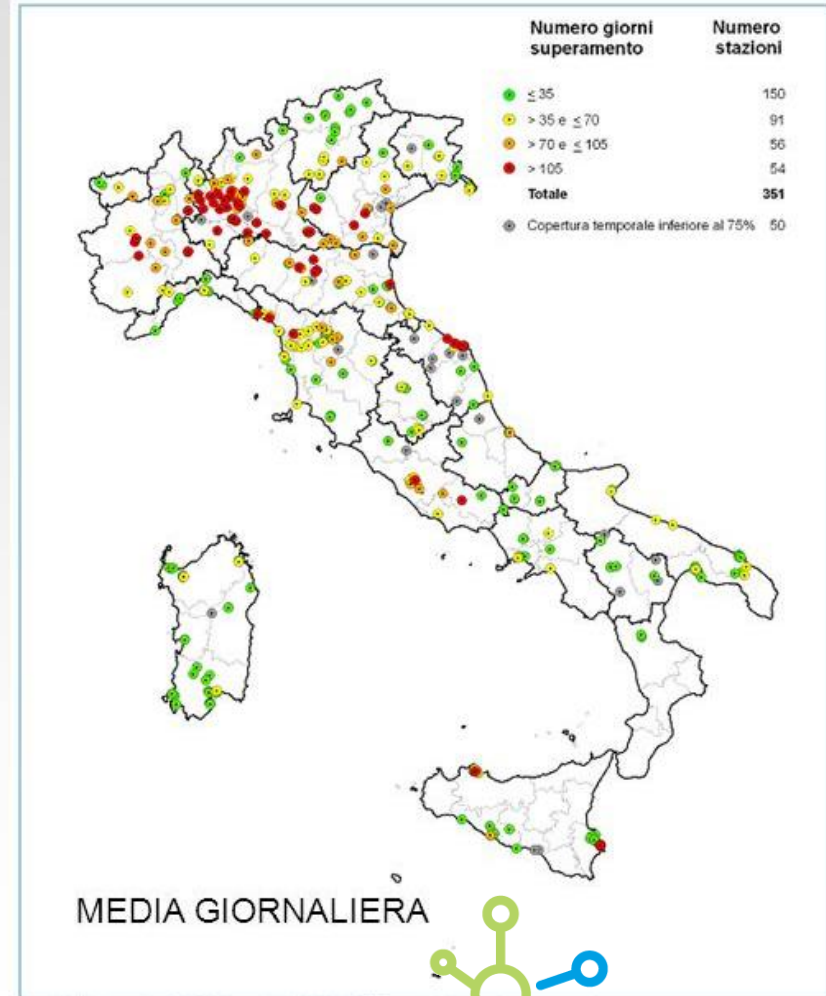 Numero giorni superamento Numero stazioni
≤ 35 150
> 35 e ≤ 70 91
> 70 e ≤ 105 56
> 105 54
Totale 351
Copertura temporale inferiore al 75% 50
MEDIA GIORNALIERA